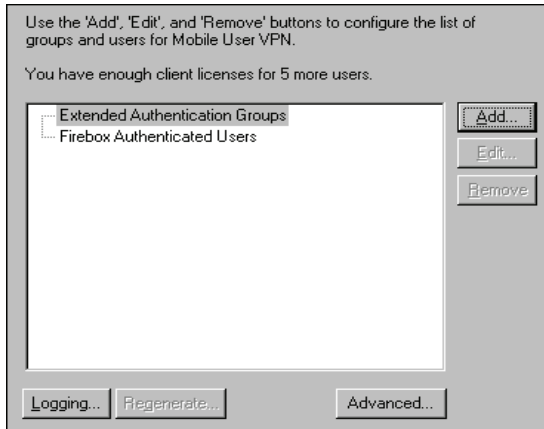 Use the 'Add', 'Edit', and 'Remove' buttons to configure the list of
groups and users for Mobile User VPN.
You have enough client licenses for 5 more users.
Extended Authentication Groups
Firebox Authenticated Users
Add...
Edit...
Remove
Logging...
Regenerate...
Advanced...